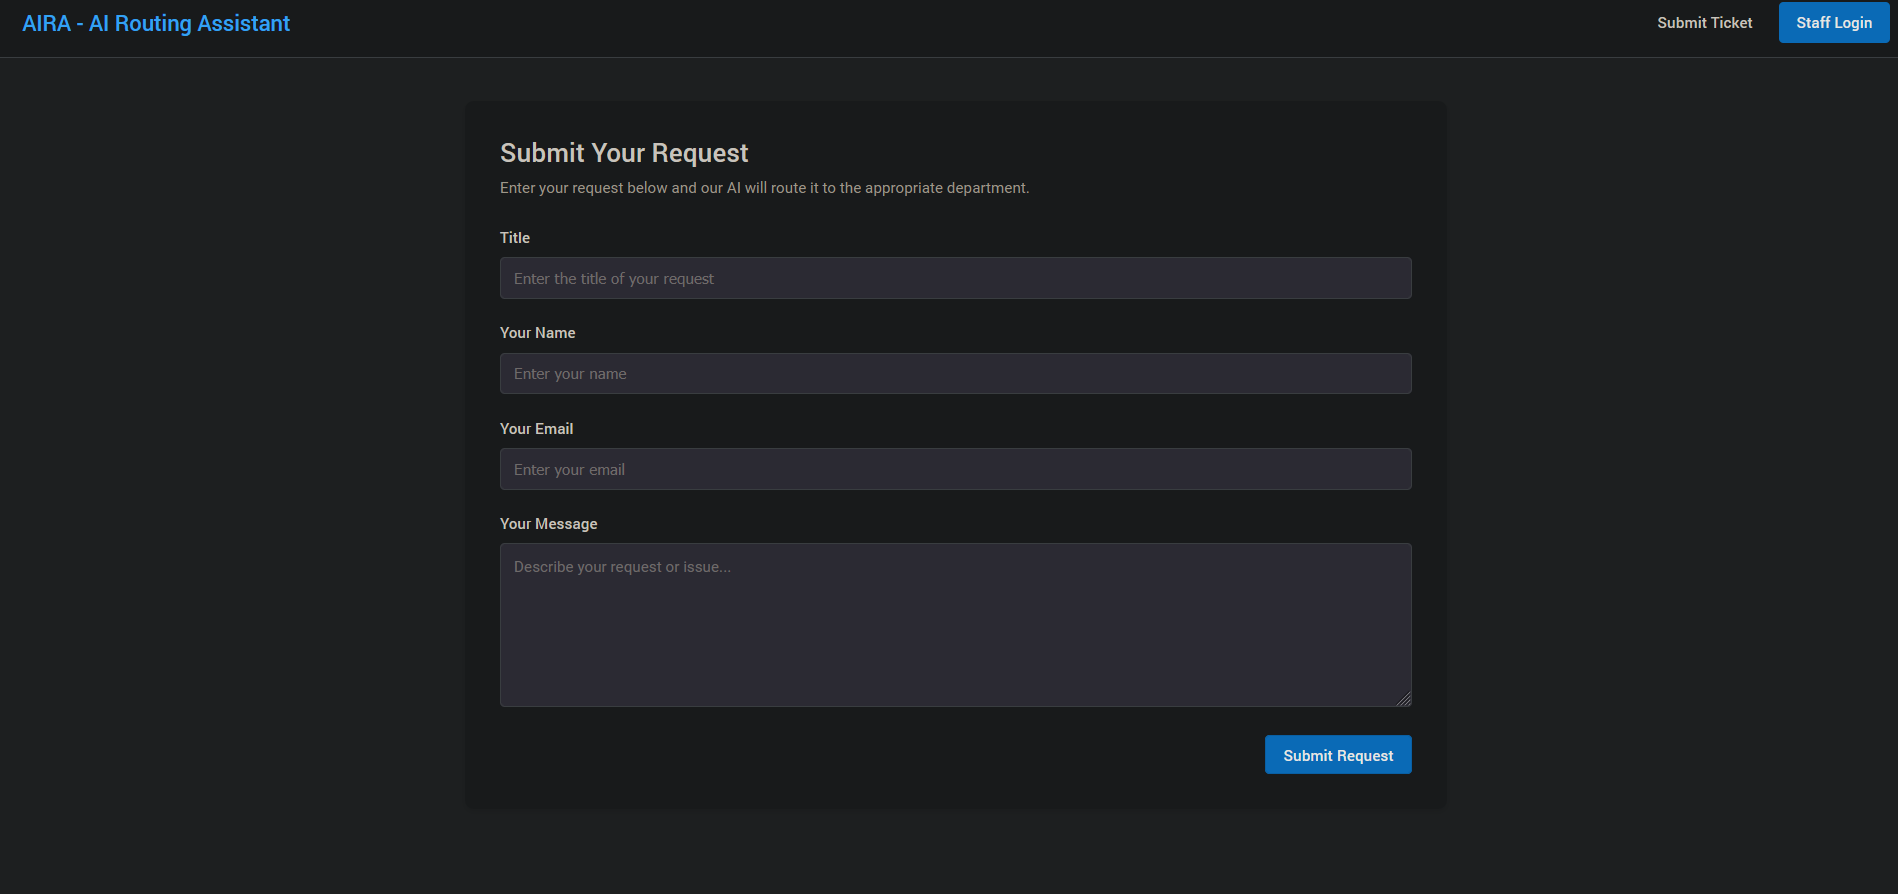 AIRA - AI Routing Assistant
Submit Ticket
Staff Login
Submit Your Request
Enter your request below and our AI will route it to the appropriate department.
Title
Enter the title of your request
Your Name
Enter your name
Your Email
Enter your email
Your Message
Describe your request or issue...
Submit Request